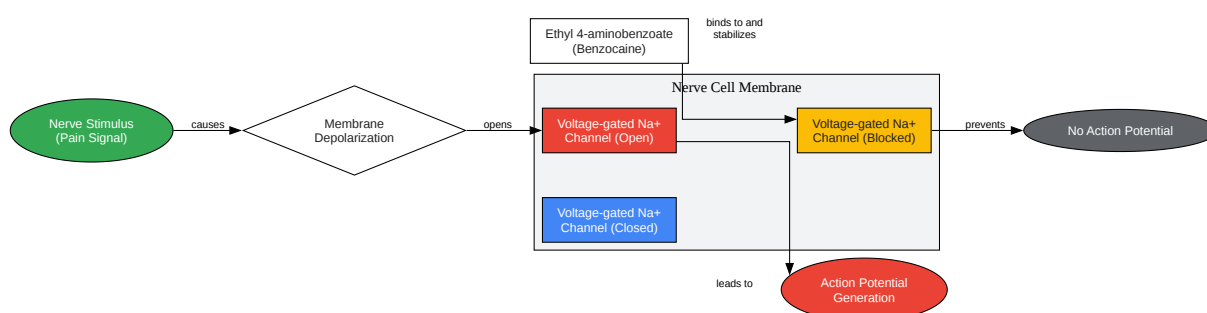 Ethyl 4-aminobenzoate
(Benzocaine)
binds to and
stabilizes
Nerve Cell Membrane
Nerve Stimulus
(Pain Signal)
causes
Membrane
Depolarization
opens
Voltage-gated Na+
Channel (Open)
Voltage-gated Na+
Channel (Blocked)
prevents
No Action Potential
Voltage-gated Na+
Channel (Closed)
leads to
Action Potential
Generation